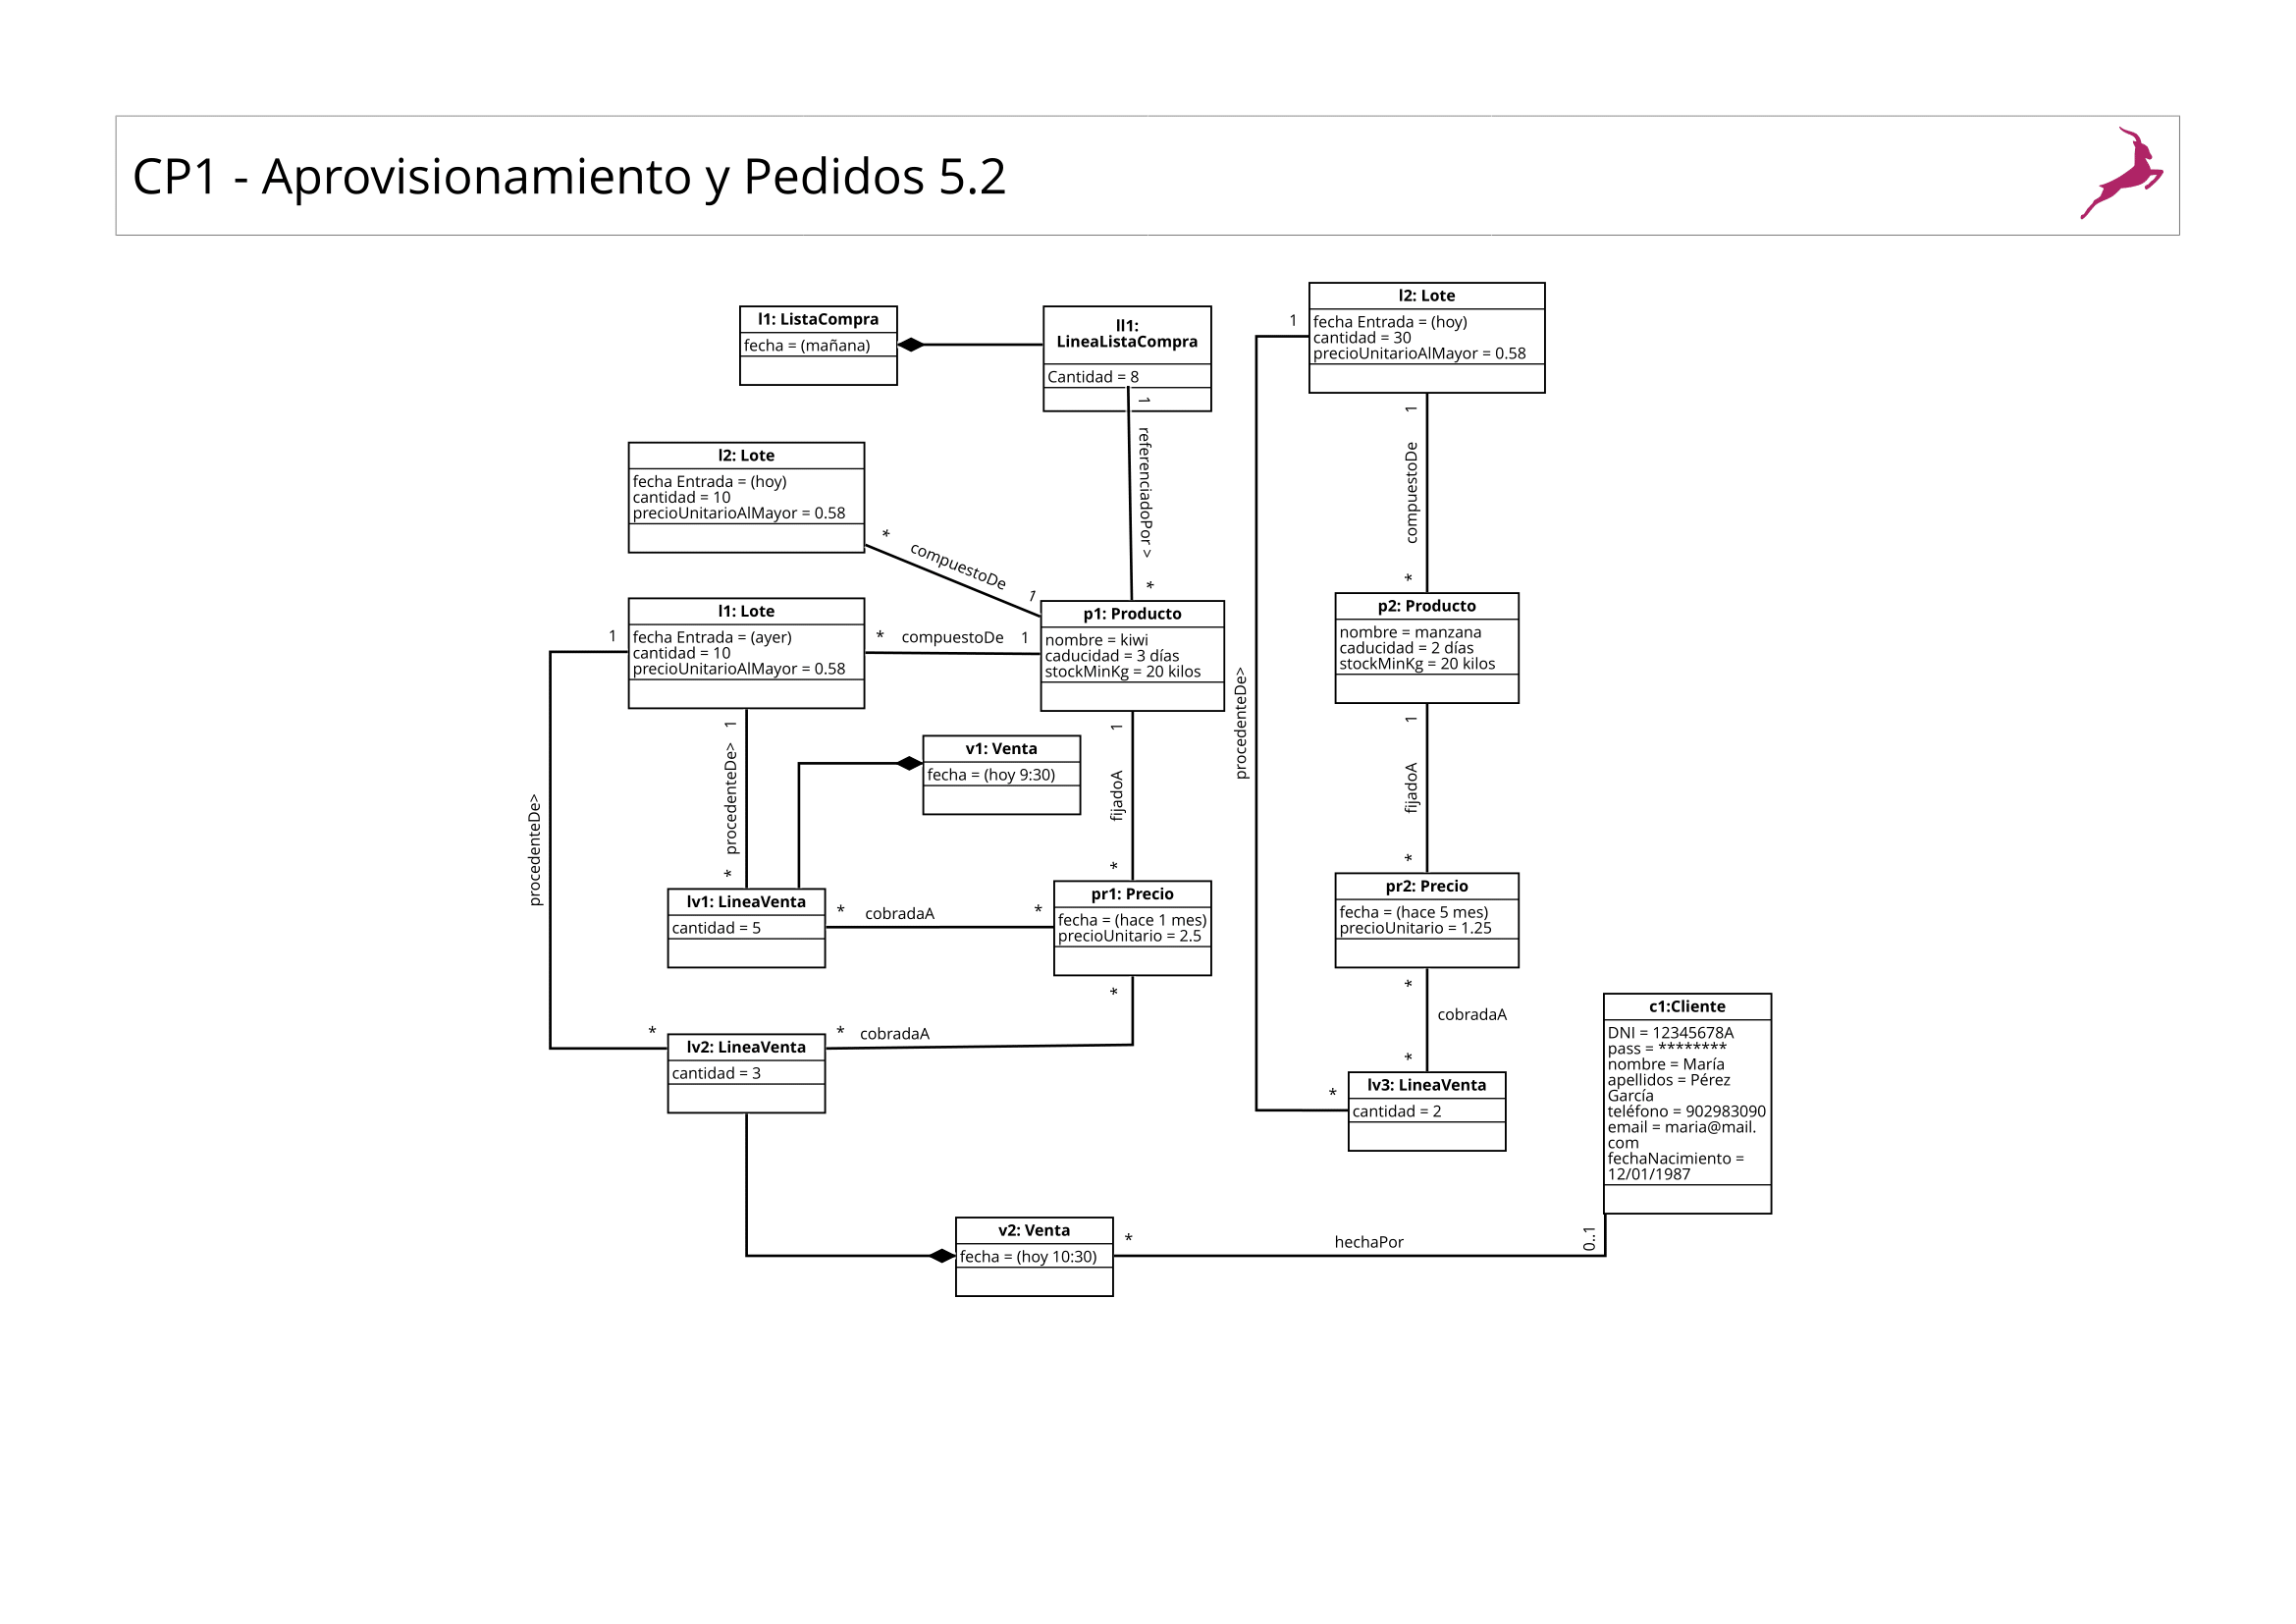 CP1 - Aprovisionamiento y Pedidos 5.2
l1: ListaCompra
fecha = (mañana)
ll1:
LineaListaCompra
Cantidad = 8
l2: Lote
fecha Entrada = (hoy)
cantidad = 30
precioUnitarioAlMayor = 0.58
1
1
referenciadoPor >
*
1
compuestoDe
*
l2: Lote
fecha Entrada = (hoy)
cantidad = 10
precioUnitarioAlMayor = 0.58
*
compuestoDe
1
l1: Lote
fecha Entrada = (ayer)
cantidad = 10
precioUnitarioAlMayor = 0.58
1
*
compuestoDe
1
p1: Producto
nombre = kiwi
caducidad = 3 días
stockMinKg = 20 kilos
p2: Producto
nombre = manzana
caducidad = 2 días
stockMinKg = 20 kilos
procedenteDe>
1
procedenteDe>
*
v1: Venta
fecha = (hoy 9:30)
1
fijadoA
*
1
fijadoA
*
procedenteDe>
lv1: LineaVenta
cantidad = 5
*
cobradaA
*
pr1: Precio
fecha = (hace 1 mes)
precioUnitario = 2.5
pr2: Precio
fecha = (hace 5 mes)
precioUnitario = 1.25
*
*
cobradaA
*
*
lv2: LineaVenta
cantidad = 3
*
cobradaA
*
lv3: LineaVenta
cantidad = 2
c1:Cliente
DNI = 12345678A
pass = ********
nombre = María
apellidos = Pérez
García
teléfono = 902983090
email = maria@mail.
com
fechaNacimiento =
12/01/1987
v2: Venta
fecha = (hoy 10:30)
*
hechaPor
0..1